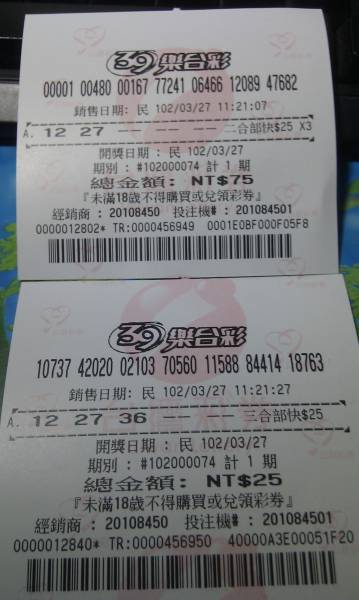 39樂合彩
00001 00480 00167 77241 06466 12089 47682
銷售日期: 民 102/03/27 11:21:07
A. 12 27 -- -- -- 二合部快$25 X3
開獎日期 : 民 102/03/27
期別 : #102000074 計 1 期
總金額: NT$75
『未滿18歲不得購買或兌領彩券』
經銷商 : 20108450 投注機# : 201084501
0000012802* TR:0000456949 0001E0BF000F05F8
39樂合彩
10737 42020 02103 70560 11588 84414 18763
銷售日期: 民 102/03/27 11:21:27
A. 12 27 36 -- -- 三合部快$25
開獎日期 : 民 102/03/27
期別 : #102000074 計 1 期
總金額: NT$25
『未滿18歲不得購買或兌領彩券』
經銷商 : 20108450 投注機# : 201084501
0000012840* TR:0000456950 40000A3E00051F20